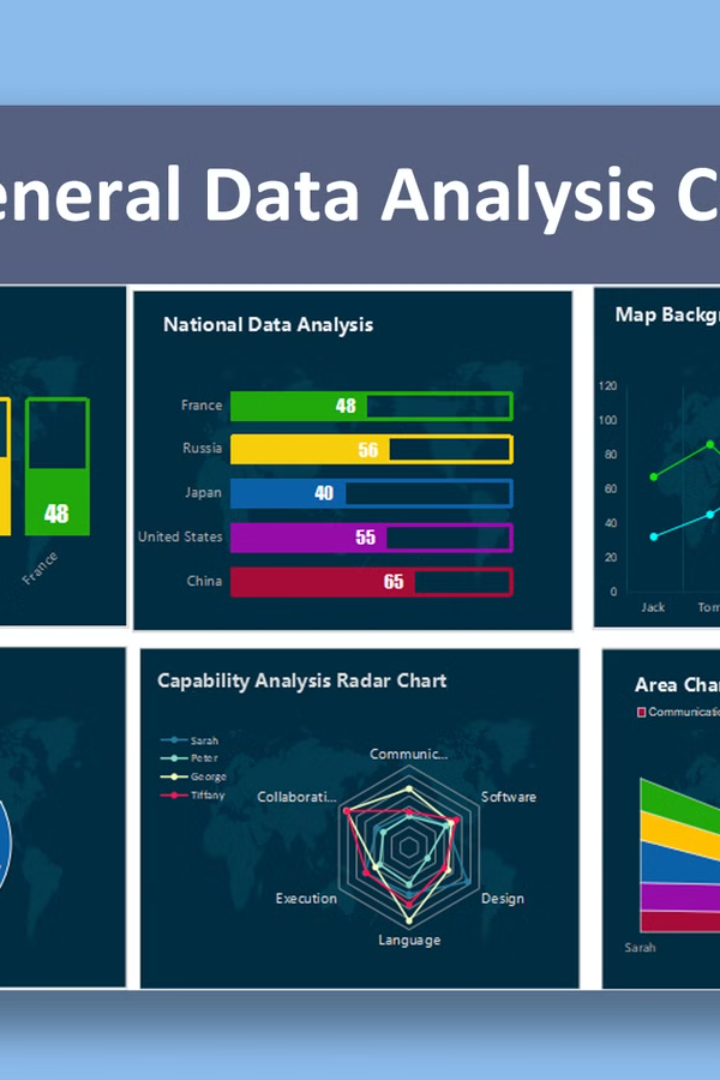 eneral Data Analysis C
48
France
National Data Analysis
France 48
Russia 56
Japan 40
United States 55
China 65
Map Backgr
120
100
80
60
40
20
0
Jack Tom
Capability Analysis Radar Chart
Sarah
Peter
George
Tiffany
Communic...
Collaborati... Software
Execution Design
Language
Area Char
Communicatio
Sarah